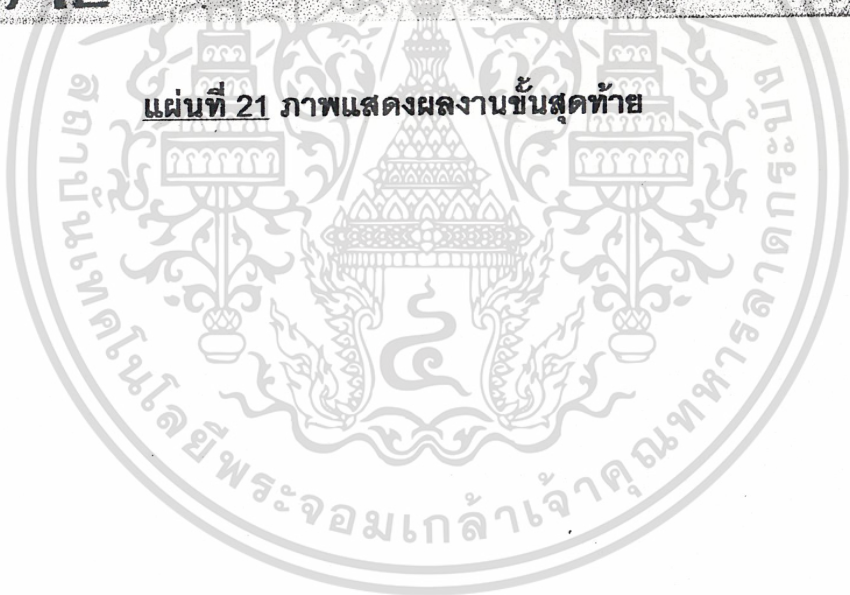 แผ่นที่ 21 ภาพแสดงผลงานขั้นสุดท้าย
สถาบันเทคโนโลยีพระจอมเกล้าเจ้าคุณทหารลาดกระบัง
๔